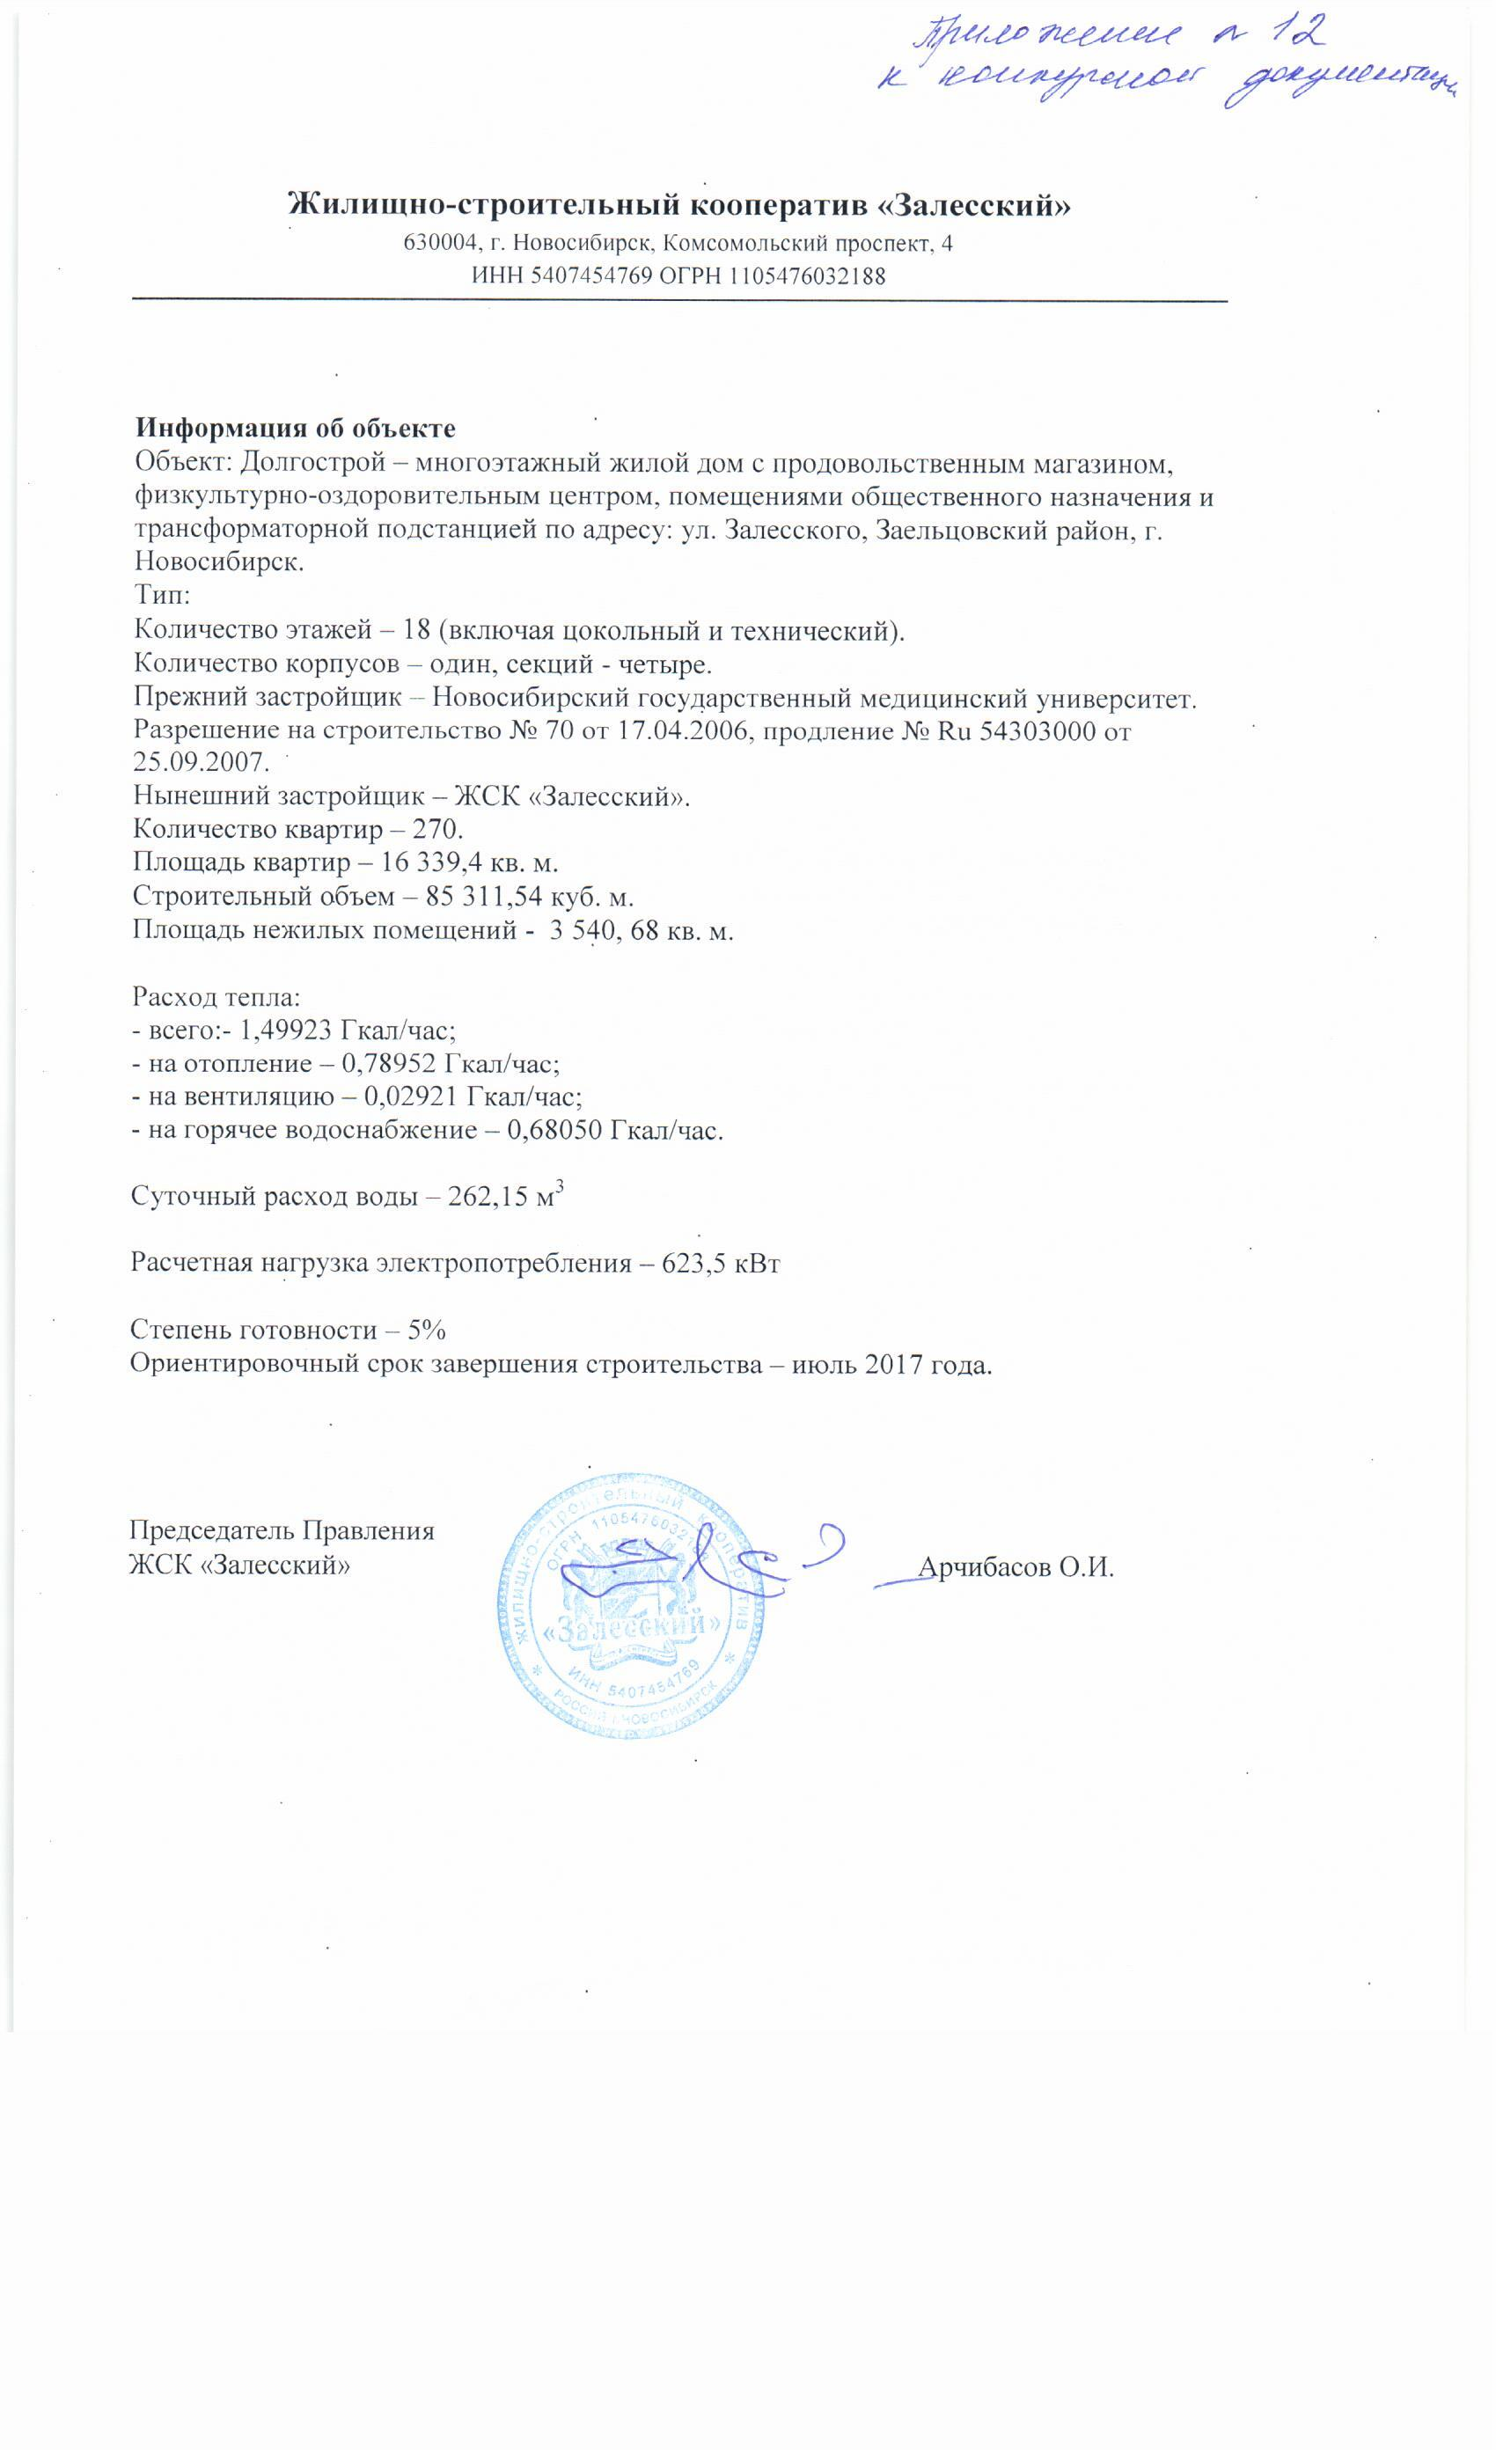 Приложение № 12
к конкурсной документации
Жилищно-строительный кооператив «Залесский»
630004, г. Новосибирск, Комсомольский проспект, 4
ИНН 5407454769 ОГРН 1105476032188
Информация об объекте
Объект: Долгострой – многоэтажный жилой дом с продовольственным магазином,
физкультурно-оздоровительным центром, помещениями общественного назначения и
трансформаторной подстанцией по адресу: ул. Залесского, Заельцовский район, г.
Новосибирск.
Тип:
Количество этажей – 18 (включая цокольный и технический).
Количество корпусов – один, секций - четыре.
Прежний застройщик – Новосибирский государственный медицинский университет.
Разрешение на строительство № 70 от 17.04.2006, продление № Ru 54303000 от
25.09.2007.
Нынешний застройщик – ЖСК «Залесский».
Количество квартир – 270.
Площадь квартир – 16 339,4 кв. м.
Строительный объем – 85 311,54 куб. м.
Площадь нежилых помещений - 3 540, 68 кв. м.
Расход тепла:
- всего:- 1,49923 Гкал/час;
- на отопление – 0,78952 Гкал/час;
- на вентиляцию – 0,02921 Гкал/час;
- на горячее водоснабжение – 0,68050 Гкал/час.
Суточный расход воды – 262,15 м³
Расчетная нагрузка электропотребления – 623,5 кВт
Степень готовности – 5%
Ориентировочный срок завершения строительства – июль 2017 года.
Председатель Правления
ЖСК «Залесский»
Арчибасов О.И.
жилищно-строительный кооператив
ОГРН 1105476032188
«Залесский»
ИНН 5407454769
РОССИЯ г.НОВОСИБИРСК